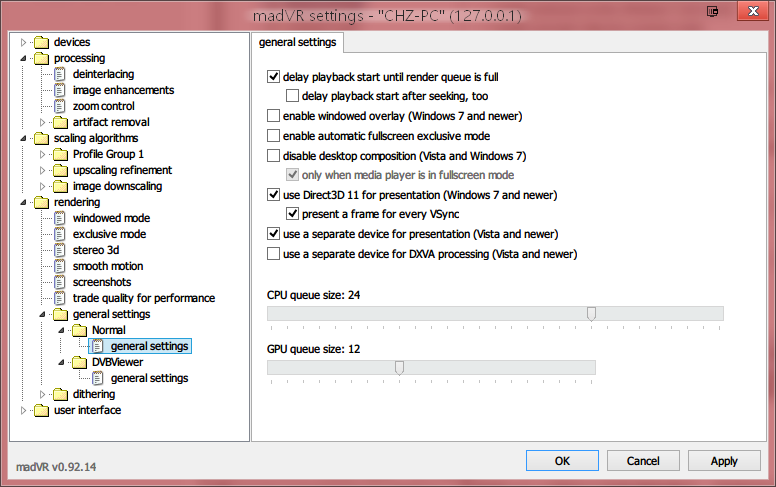 madVR settings - "CHZ-PC" (127.0.0.1)
devices
processing
deinterlacing
image enhancements
zoom control
artifact removal
scaling algorithms
Profile Group 1
upscaling refinement
image downscaling
rendering
windowed mode
exclusive mode
stereo 3d
smooth motion
screenshots
trade quality for performance
general settings
Normal
general settings
DVBViewer
general settings
dithering
user interface
general settings
delay playback start until render queue is full
delay playback start after seeking, too
enable windowed overlay (Windows 7 and newer)
enable automatic fullscreen exclusive mode
disable desktop composition (Vista and Windows 7)
only when media player is in fullscreen mode
use Direct3D 11 for presentation (Windows 7 and newer)
present a frame for every VSync
use a separate device for presentation (Vista and newer)
use a separate device for DXVA processing (Vista and newer)
CPU queue size: 24
GPU queue size: 12
madVR v0.92.14
OK
Cancel
Apply